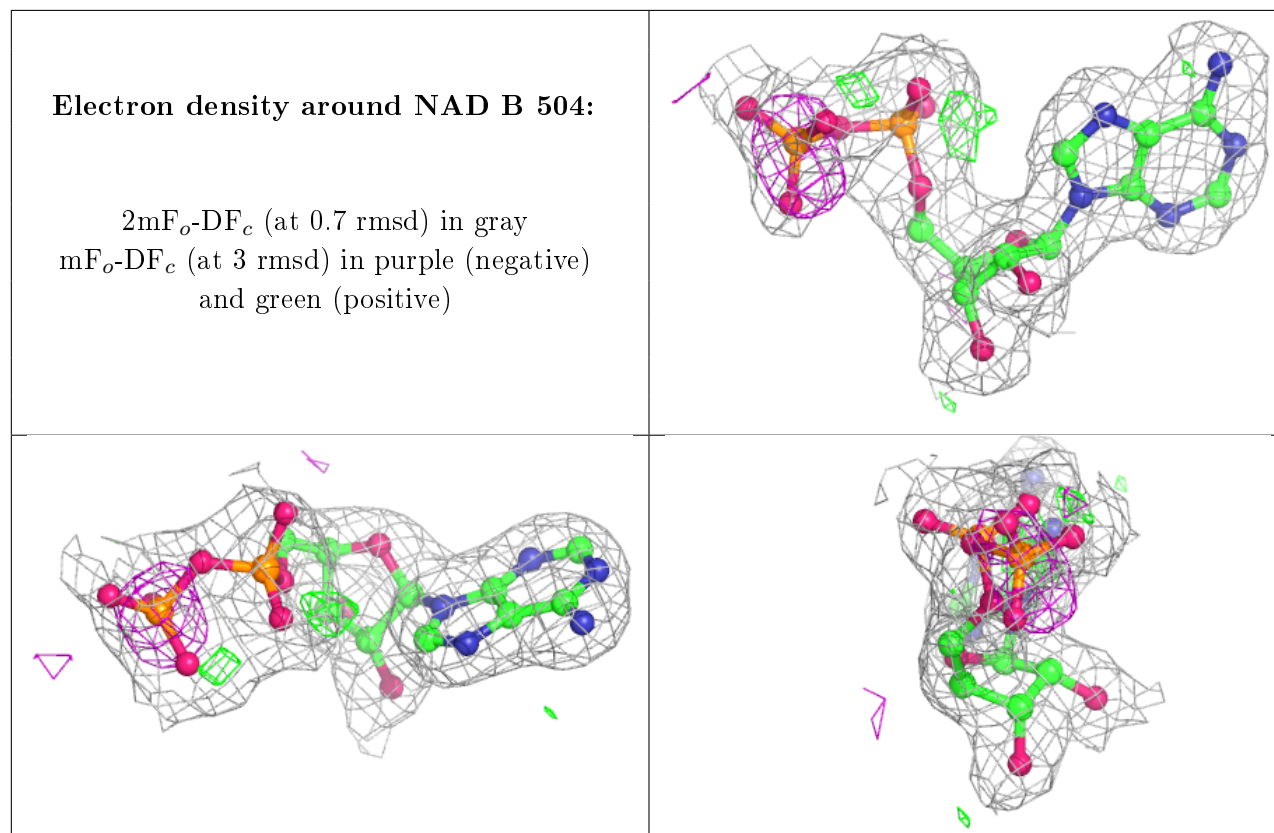 Electron density around NAD B 504:
2mFo-DFc (at 0.7 rmsd) in gray
mFo-DFc (at 3 rmsd) in purple (negative)
and green (positive)